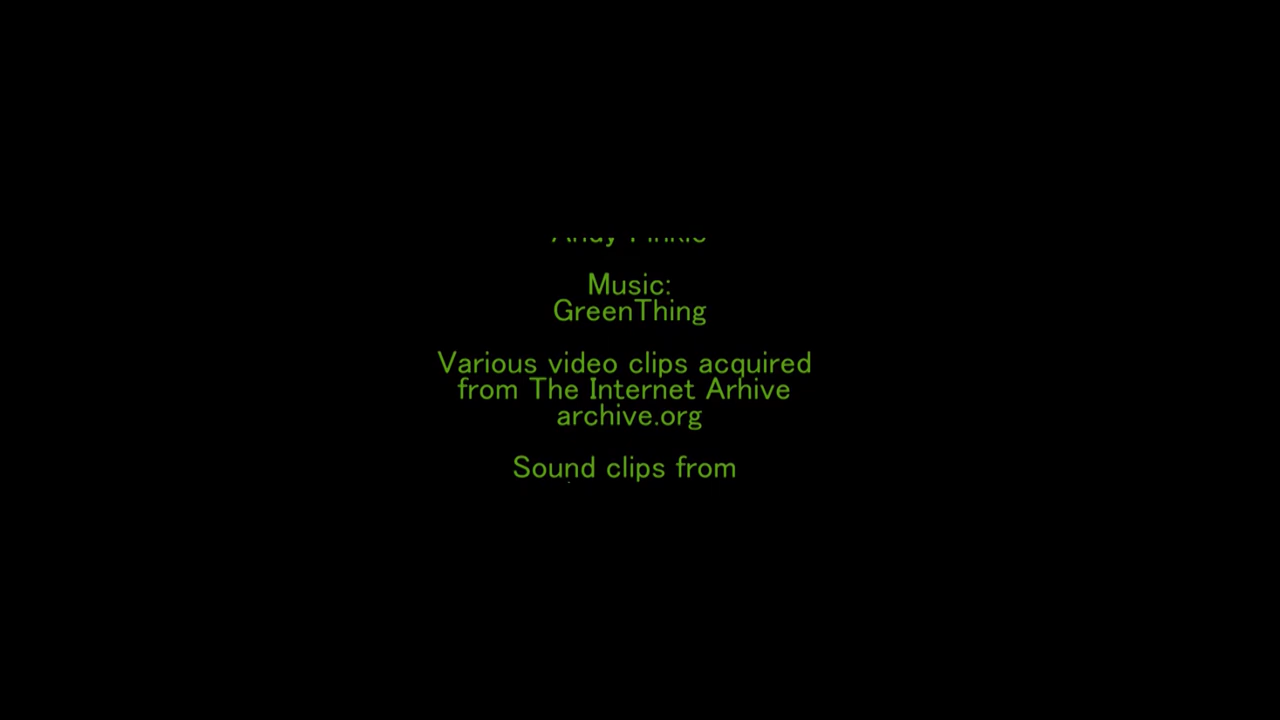 Music:
GreenThing
Various video clips acquired
from The Internet Arhive
archive.org
Sound clips from